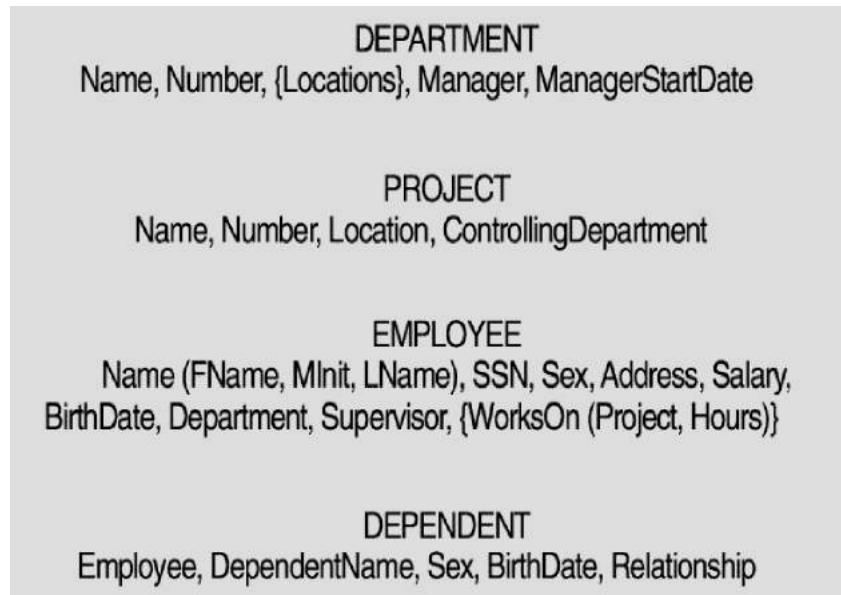 DEPARTMENT
Name, Number, {Locations}, Manager, ManagerStartDate
PROJECT
Name, Number, Location, ControllingDepartment
EMPLOYEE
Name (FName, MInit, LName), SSN, Sex, Address, Salary,
BirthDate, Department, Supervisor, {WorksOn (Project, Hours)}
DEPENDENT
Employee, DependentName, Sex, BirthDate, Relationship